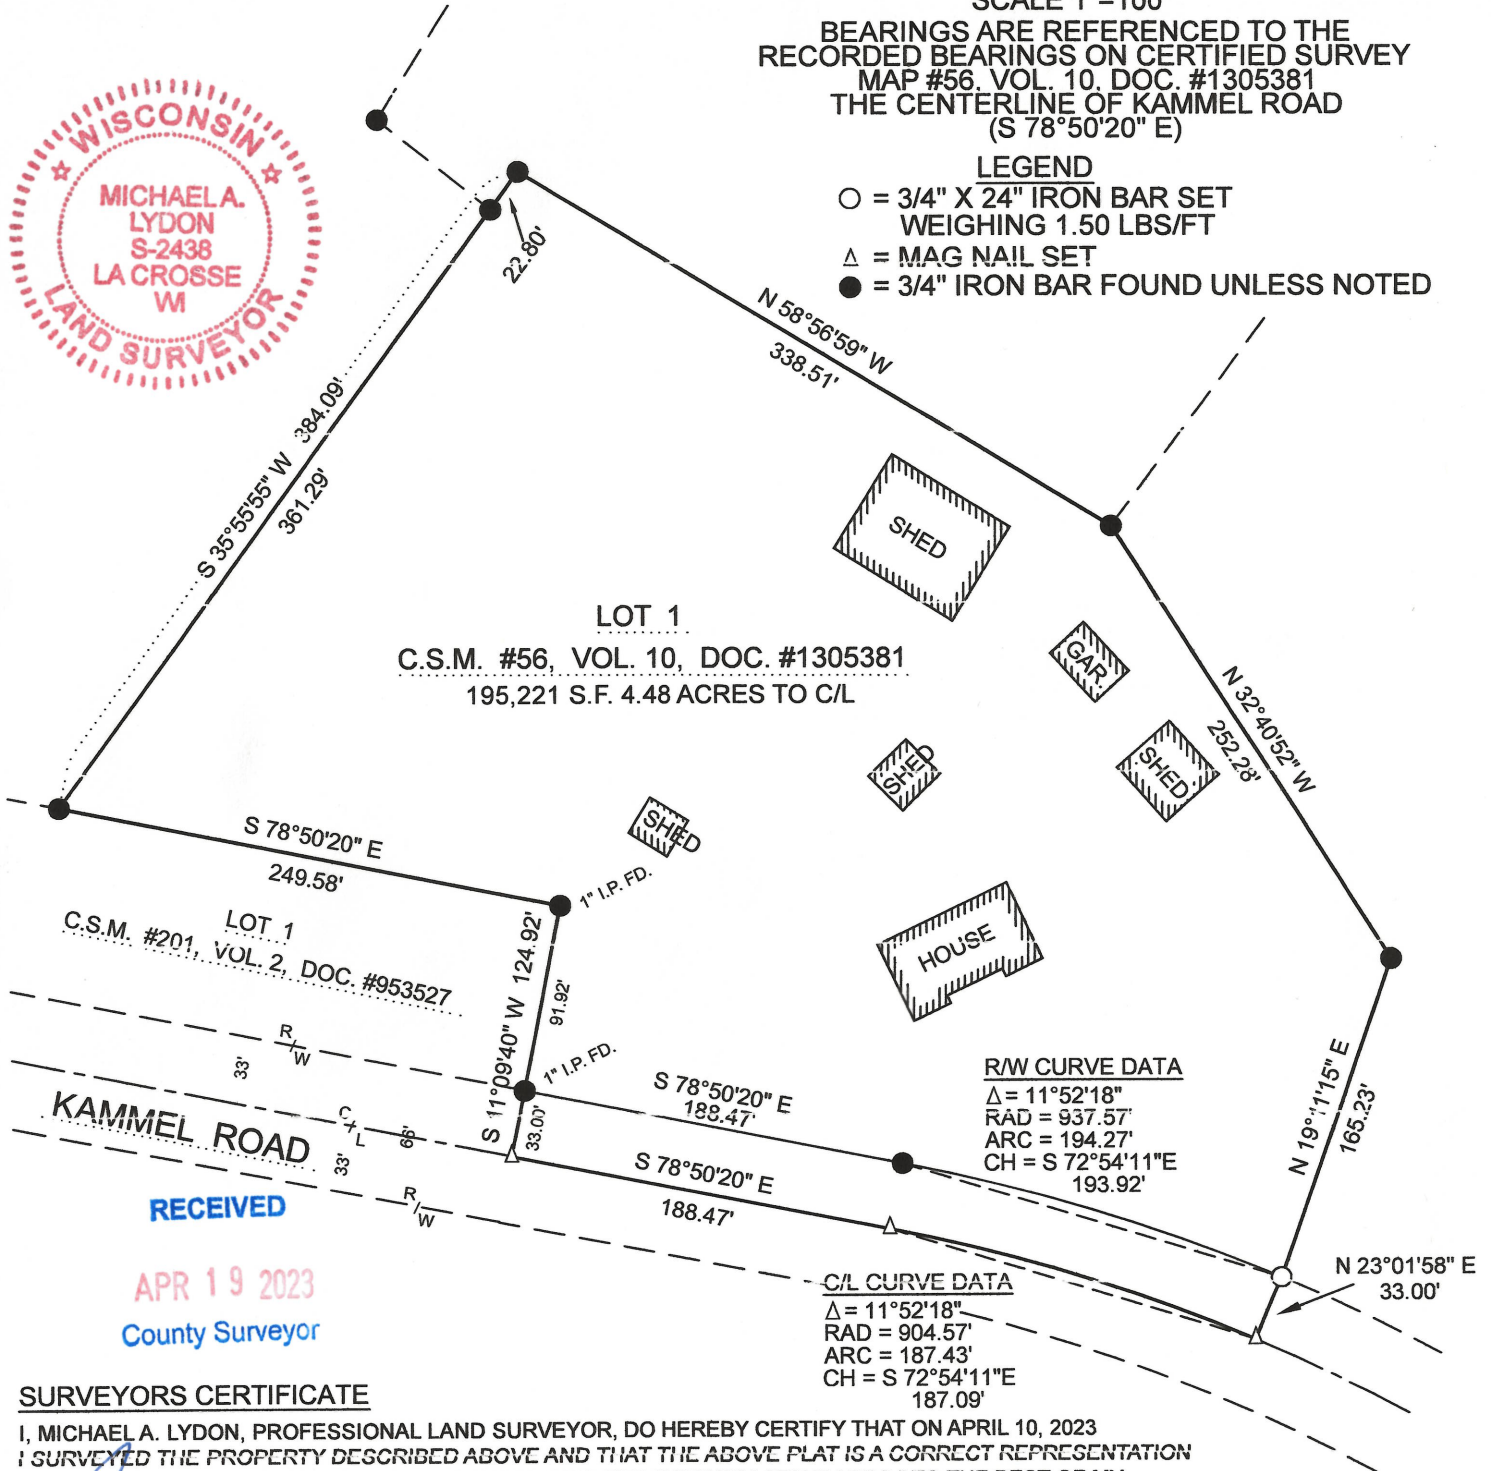 SCALE 1"=100'
BEARINGS ARE REFERENCED TO THE
RECORDED BEARINGS ON CERTIFIED SURVEY
MAP #56, VOL. 10, DOC. #1305381
THE CENTERLINE OF KAMMEL ROAD
(S 78°50'20" E)
LEGEND
= 3/4" X 24" IRON BAR SET
WEIGHING 1.50 LBS/FT
= MAG NAIL SET
= 3/4" IRON BAR FOUND UNLESS NOTED
WISCONSIN
MICHAEL A.
LYDON
S-2438
LA CROSSE
WI
LAND SURVEYOR
22.80'
N 58°56'59" W
338.51'
S 35°55'55" W 384.09'
361.29'
SHED
LOT 1
C.S.M. #56, VOL. 10, DOC. #1305381
195,221 S.F. 4.48 ACRES TO C/L
GAR.
SHED
SHED
SHED
N 32°40'52" W
252.28'
S 78°50'20" E
249.58'
1" I.P. FD.
LOT 1
C.S.M. #201, VOL. 2, DOC. #953527
HOUSE
S 11°09'40" W 124.92'
91.92'
1" I.P. FD.
33.00'
R/W
33'
KAMMEL ROAD
C/L
66'
33'
R/W
S 78°50'20" E
188.47'
S 78°50'20" E
188.47'
R/W CURVE DATA
Δ = 11°52'18"
RAD = 937.57'
ARC = 194.27'
CH = S 72°54'11"E
193.92'
N 19°11'15" E
165.23'
N 23°01'58" E
33.00'
C/L CURVE DATA
Δ = 11°52'18"
RAD = 904.57'
ARC = 187.43'
CH = S 72°54'11"E
187.09'
RECEIVED
APR 19 2023
County Surveyor
SURVEYORS CERTIFICATE
I, MICHAEL A. LYDON, PROFESSIONAL LAND SURVEYOR, DO HEREBY CERTIFY THAT ON APRIL 10, 2023
I SURVEYED THE PROPERTY DESCRIBED ABOVE AND THAT THE ABOVE PLAT IS A CORRECT REPRESENTATION